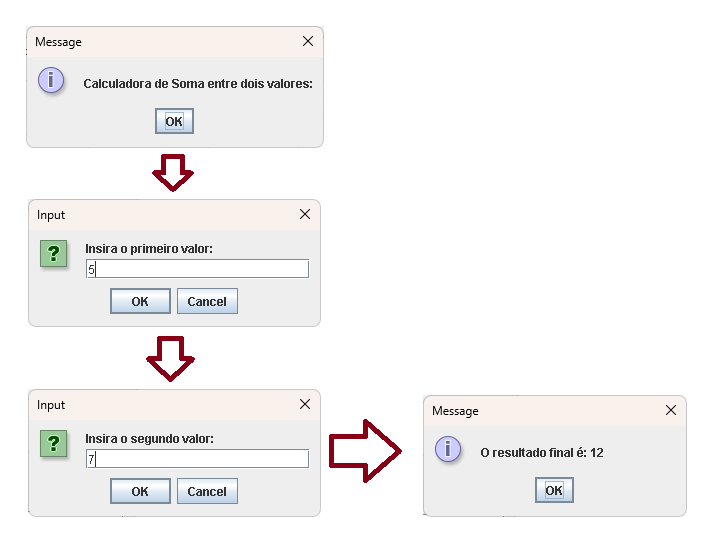 Message
Calculadora de Soma entre dois valores:
OK
Input
Insira o primeiro valor:
5
OK
Cancel
Input
Insira o segundo valor:
7
OK
Cancel
Message
O resultado final é: 12
OK